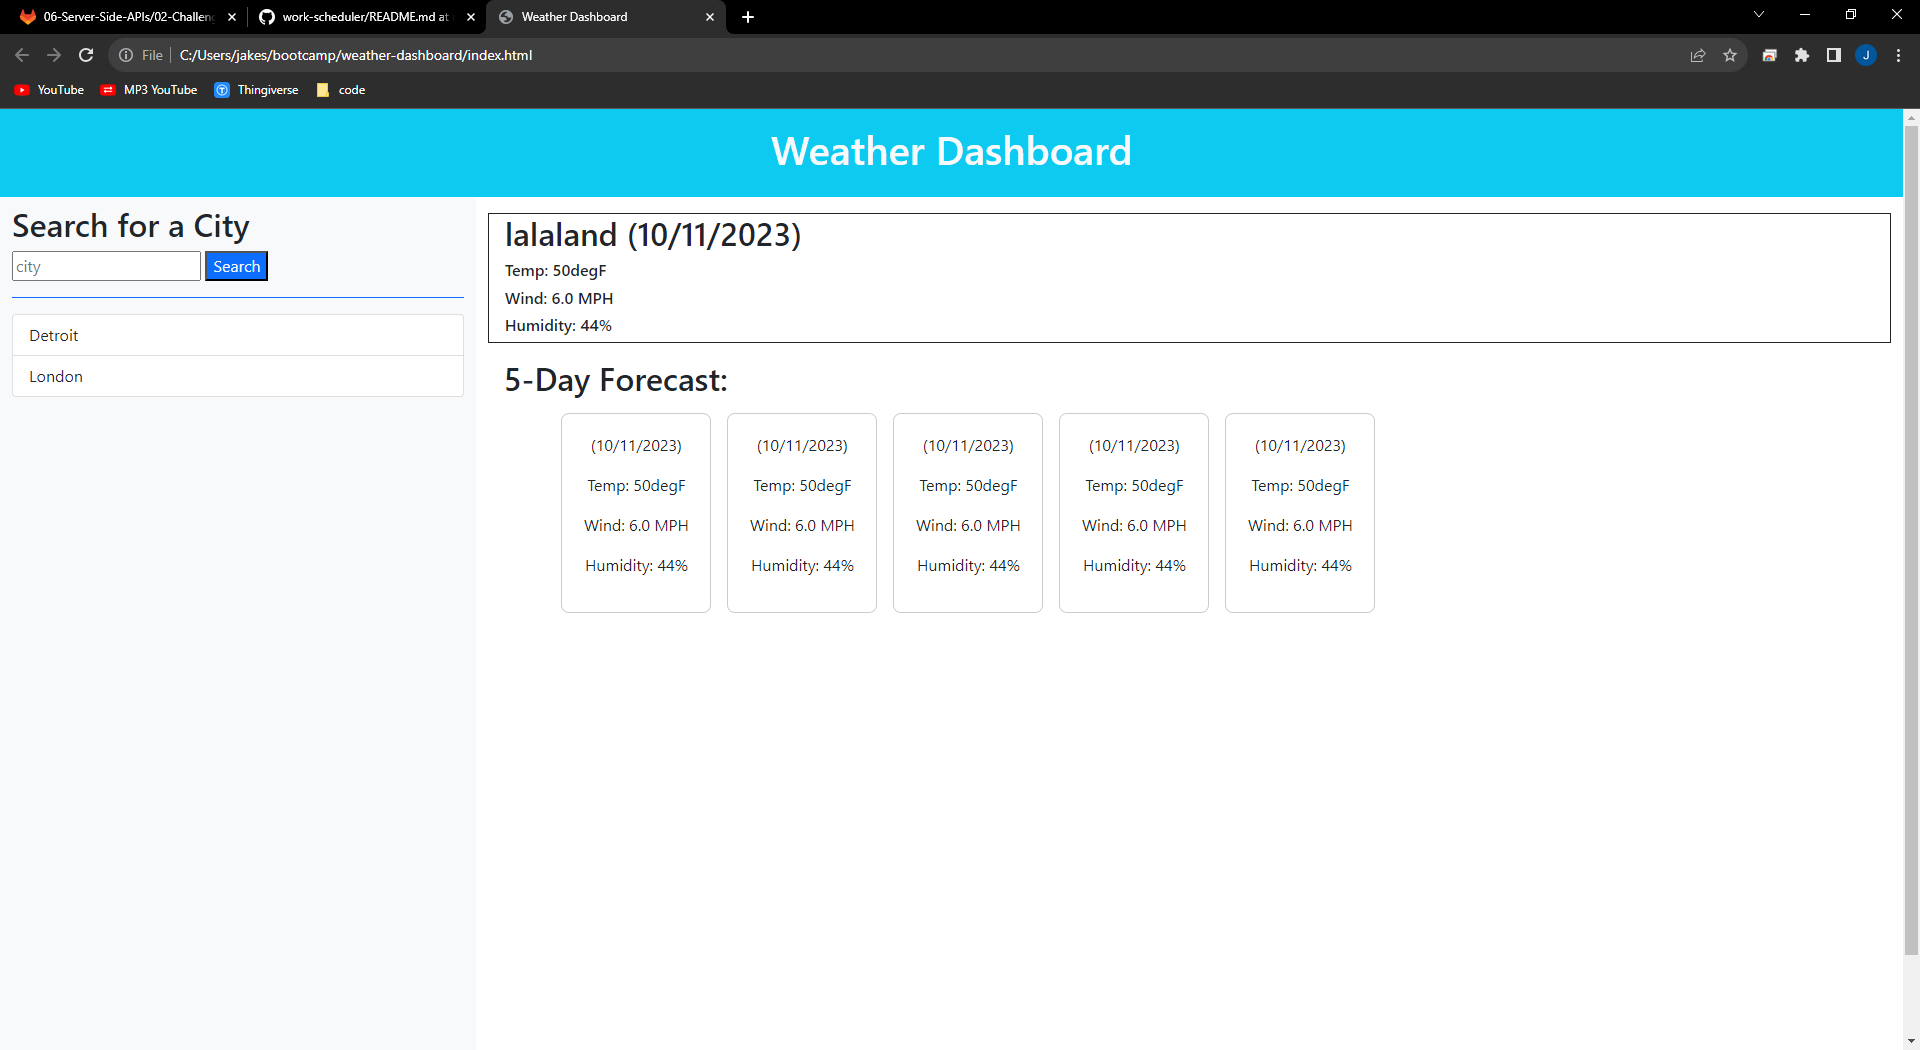 06-Server-Side-APIs/02-Challeng
work-scheduler/README.md at
Weather Dashboard
File
C:/Users/jakes/bootcamp/weather-dashboard/index.html
J
YouTube
MP3 YouTube
Thingiverse
code
Weather Dashboard
Search for a City
city
Search
Detroit
London
lalaland (10/11/2023)
Temp: 50degF
Wind: 6.0 MPH
Humidity: 44%
5-Day Forecast:
(10/11/2023)
Temp: 50degF
Wind: 6.0 MPH
Humidity: 44%
(10/11/2023)
Temp: 50degF
Wind: 6.0 MPH
Humidity: 44%
(10/11/2023)
Temp: 50degF
Wind: 6.0 MPH
Humidity: 44%
(10/11/2023)
Temp: 50degF
Wind: 6.0 MPH
Humidity: 44%
(10/11/2023)
Temp: 50degF
Wind: 6.0 MPH
Humidity: 44%